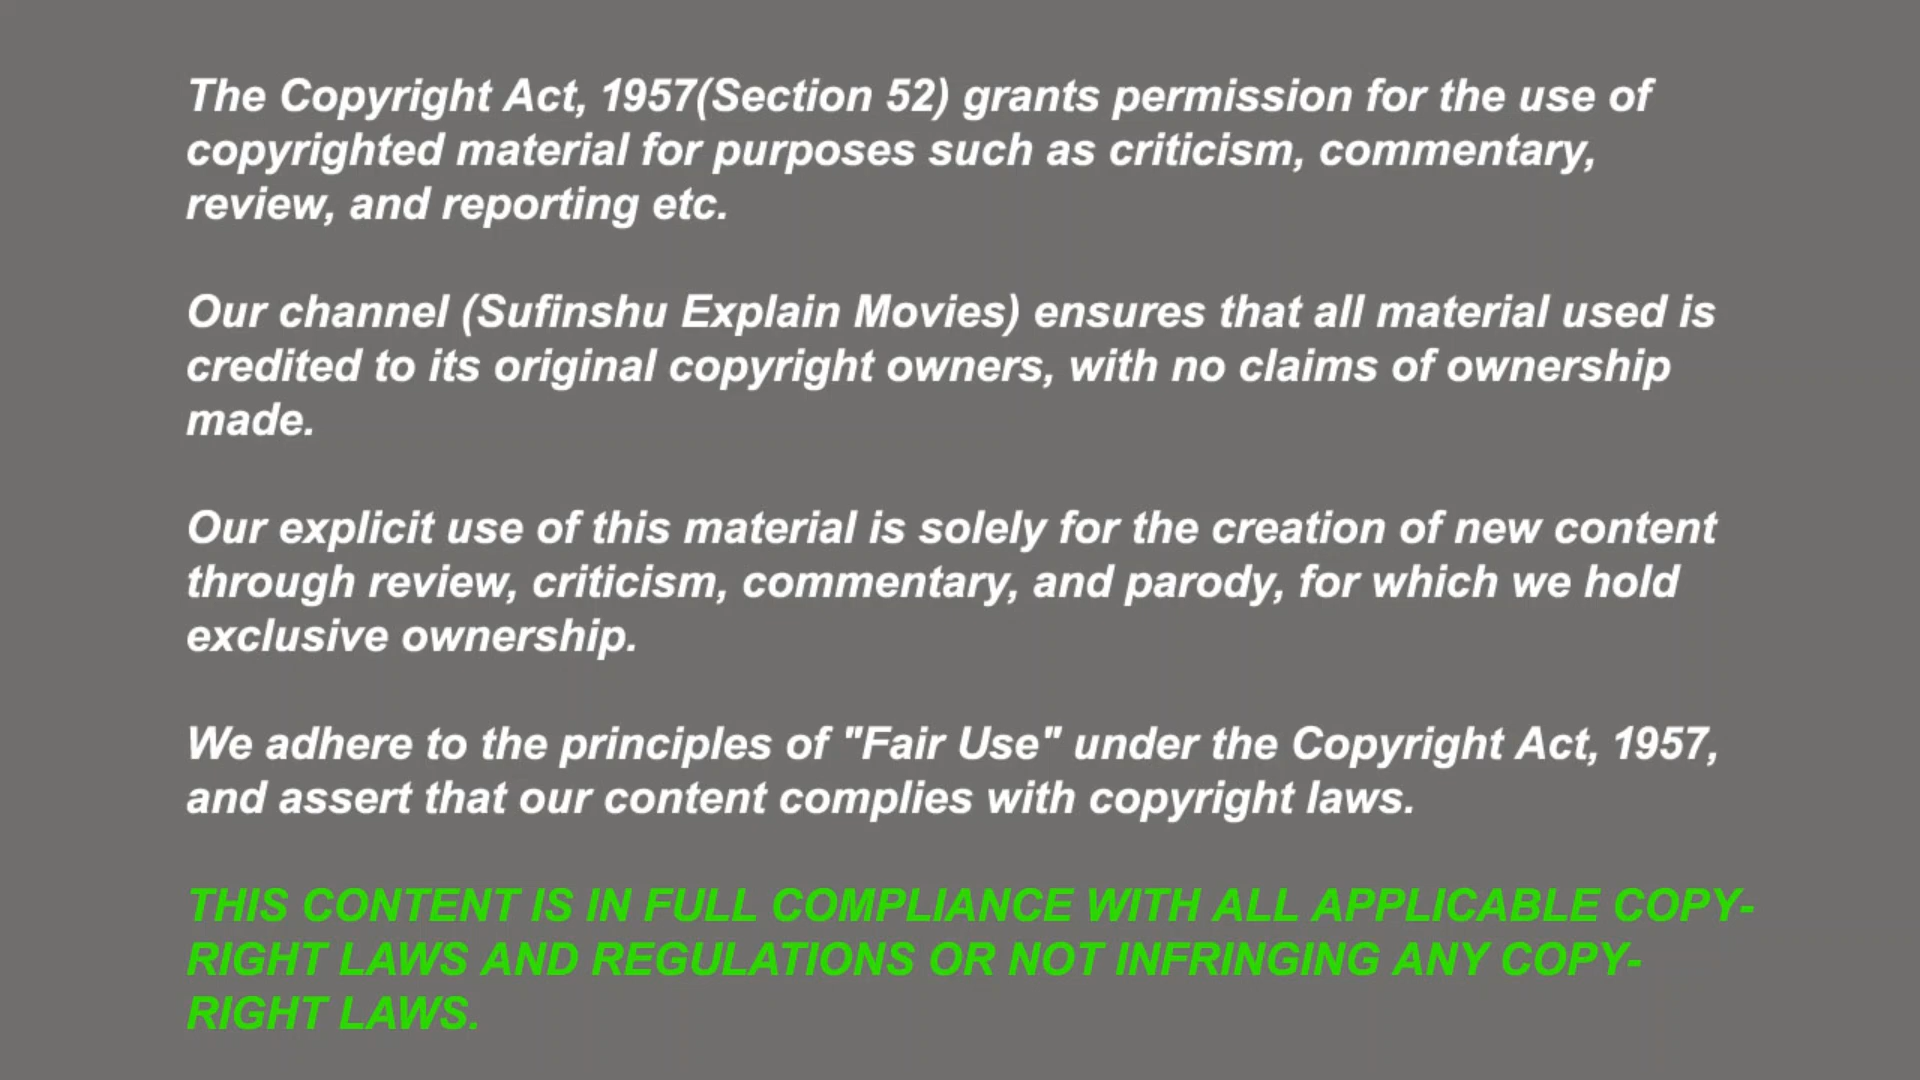 The Copyright Act, 1957(Section 52) grants permission for the use of
copyrighted material for purposes such as criticism, commentary,
review, and reporting etc.
Our channel (Sufinshu Explain Movies) ensures that all material used is
credited to its original copyright owners, with no claims of ownership
made.
Our explicit use of this material is solely for the creation of new content
through review, criticism, commentary, and parody, for which we hold
exclusive ownership.
We adhere to the principles of "Fair Use" under the Copyright Act, 1957,
and assert that our content complies with copyright laws.
THIS CONTENT IS IN FULL COMPLIANCE WITH ALL APPLICABLE COPY-
RIGHT LAWS AND REGULATIONS OR NOT INFRINGING ANY COPY-
RIGHT LAWS.